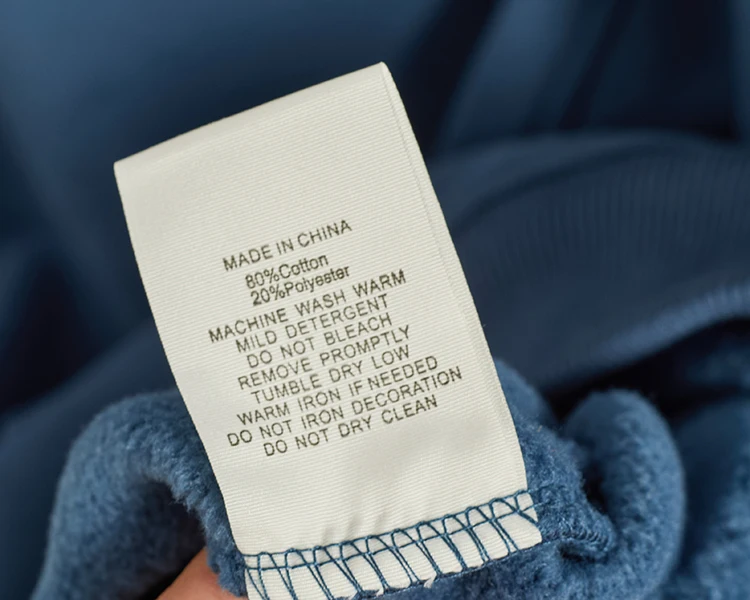 MADE IN CHINA
80%Cotton
20%Polyester
MACHINE WASH WARM
MILD DETERGENT
DO NOT BLEACH
REMOVE PROMPTLY
TUMBLE DRY LOW
WARM IRON IF NEEDED
DO NOT IRON DECORATION
DO NOT DRY CLEAN